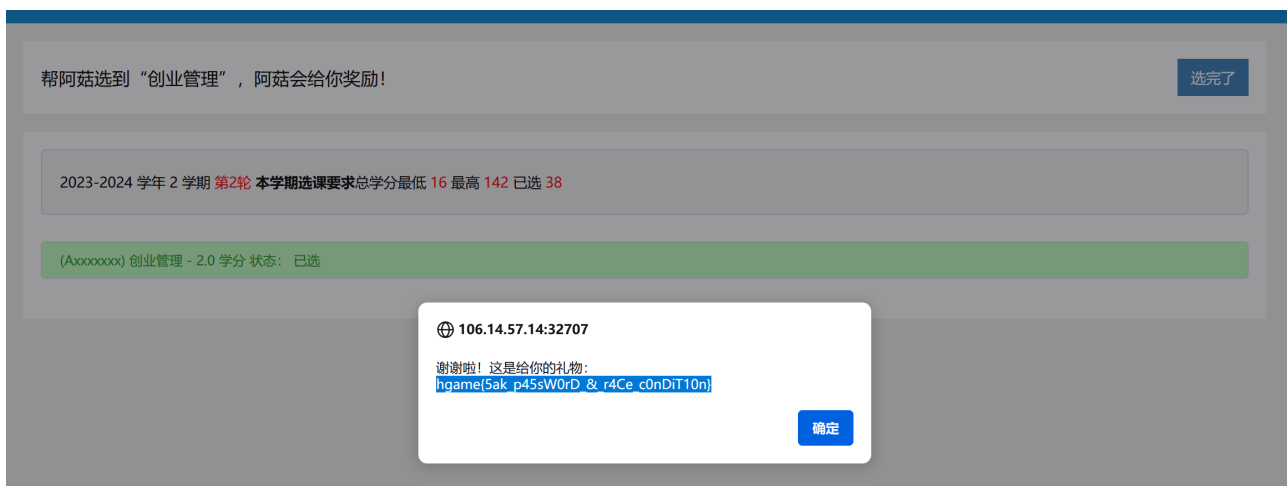 帮阿菇选到“创业管理”，阿菇会给你奖励！
选完了
2023-2024 学年 2 学期 第2轮 本学期选课要求总学分最低 16 最高 142 已选 38
(Axxxxxxx) 创业管理 - 2.0 学分 状态： 已选
106.14.57.14:32707
谢谢啦！这是给你的礼物：
hgame{5ak_p45sW0rD_&_r4Ce_c0nDiT10n}
确定